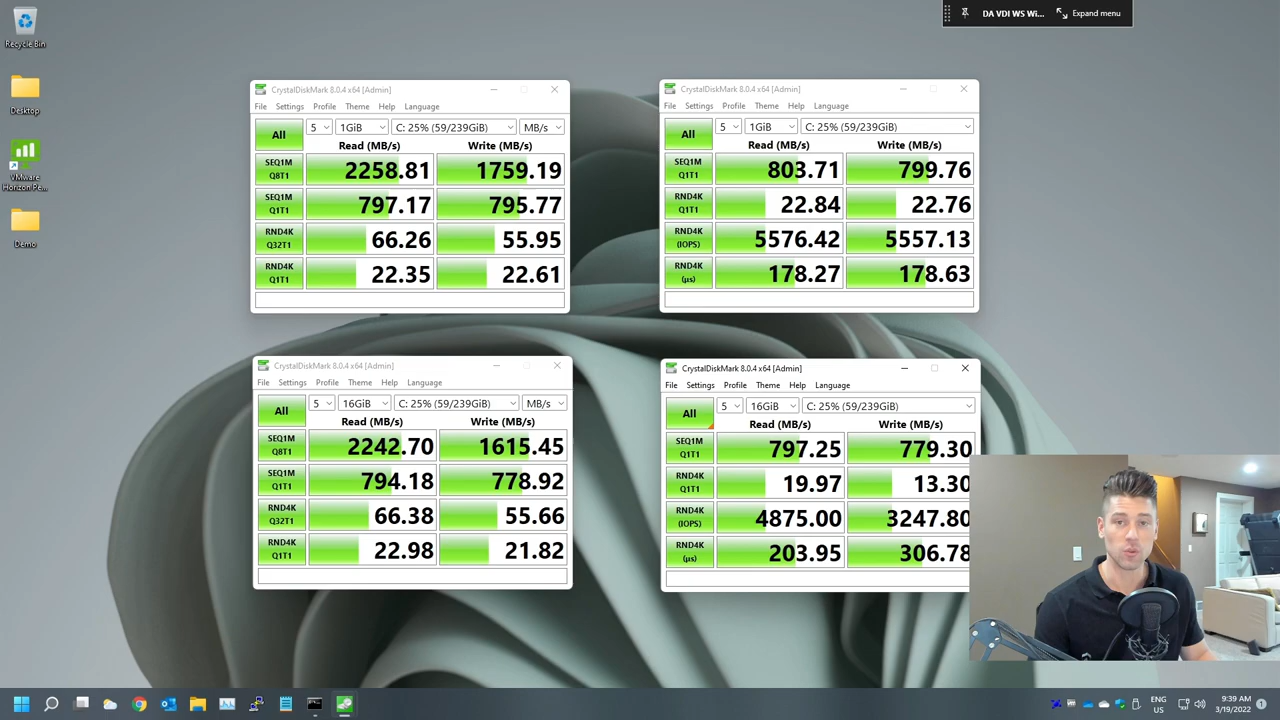 Recycle Bin
Desktop
VMware
Horizon Pe...
Demo
DA VDI WS Wi...
Expand menu
CrystalDiskMark 8.0.4 x64 [Admin]
File Settings Profile Theme Help Language
All 5 1GiB C: 25% (59/239GiB) MB/s
Read (MB/s) Write (MB/s)
SEQ1M
Q8T1
2258.81 1759.19
SEQ1M
Q1T1
797.17 795.77
RND4K
Q32T1
66.26 55.95
RND4K
Q1T1
22.35 22.61
CrystalDiskMark 8.0.4 x64 [Admin]
File Settings Profile Theme Help Language
All 5 1GiB C: 25% (59/239GiB)
Read (MB/s) Write (MB/s)
SEQ1M
Q1T1
803.71 799.76
RND4K
Q1T1
22.84 22.76
RND4K
(IOPS)
5576.42 5557.13
RND4K
(µs)
178.27 178.63
CrystalDiskMark 8.0.4 x64 [Admin]
File Settings Profile Theme Help Language
All 5 16GiB C: 25% (59/239GiB) MB/s
Read (MB/s) Write (MB/s)
SEQ1M
Q8T1
2242.70 1615.45
SEQ1M
Q1T1
794.18 778.92
RND4K
Q32T1
66.38 55.66
RND4K
Q1T1
22.98 21.82
CrystalDiskMark 8.0.4 x64 [Admin]
File Settings Profile Theme Help Language
All 5 16GiB C: 25% (59/239GiB)
Read (MB/s) Write (MB/s)
SEQ1M
Q1T1
797.25 779.30
RND4K
Q1T1
19.97 13.30
RND4K
(IOPS)
4875.00 3247.80
RND4K
(µs)
203.95 306.78
ENG
US
9:39 AM
3/19/2022